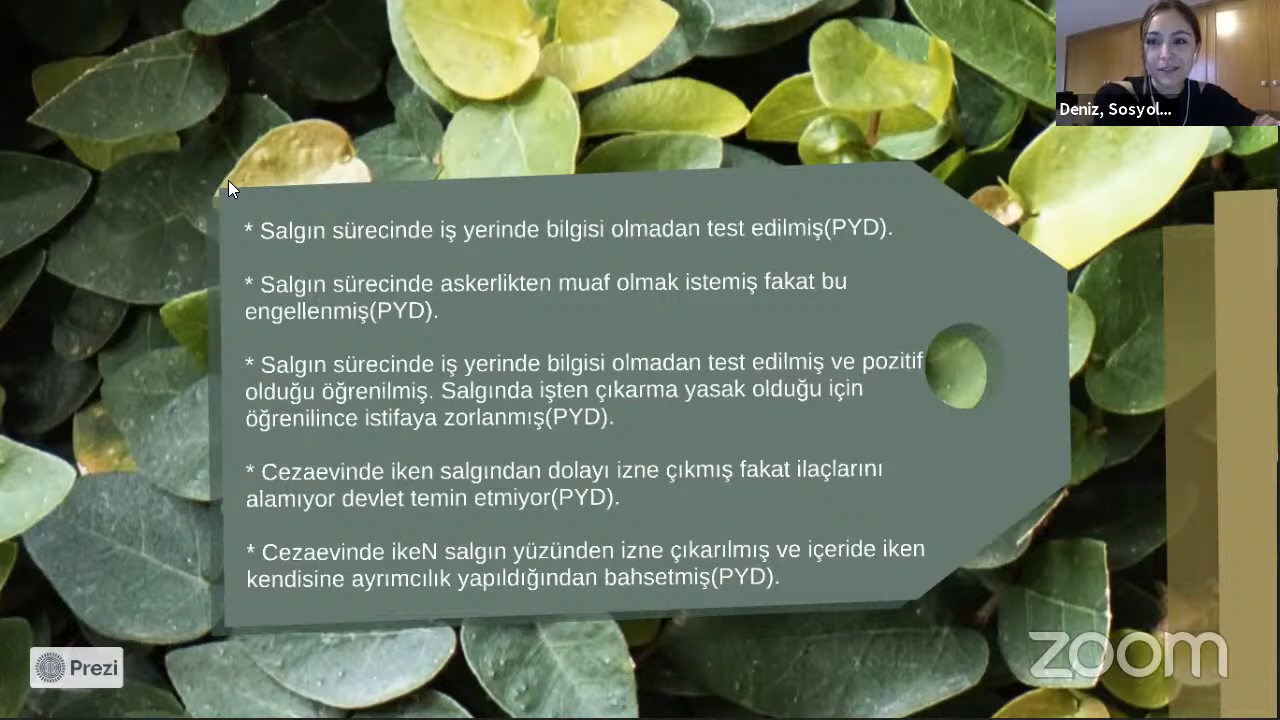 Deniz, Sosyol...
* Salgın sürecinde iş yerinde bilgisi olmadan test edilmiş(PYD).
* Salgın sürecinde askerlikten muaf olmak istemiş fakat bu
engellenmiş(PYD).
* Salgın sürecinde iş yerinde bilgisi olmadan test edilmiş ve pozitif
olduğu öğrenilmiş. Salgında işten çıkarma yasak olduğu için
öğrenilince istifaya zorlanmış(PYD).
* Cezaevinde iken salgından dolayı izne çıkmış fakat ilaçlarını
alamıyor devlet temin etmiyor(PYD).
* Cezaevinde ikeN salgın yüzünden izne çıkarılmış ve içeride iken
kendisine ayrımcılık yapıldığından bahsetmiş(PYD).
Prezi
zoom